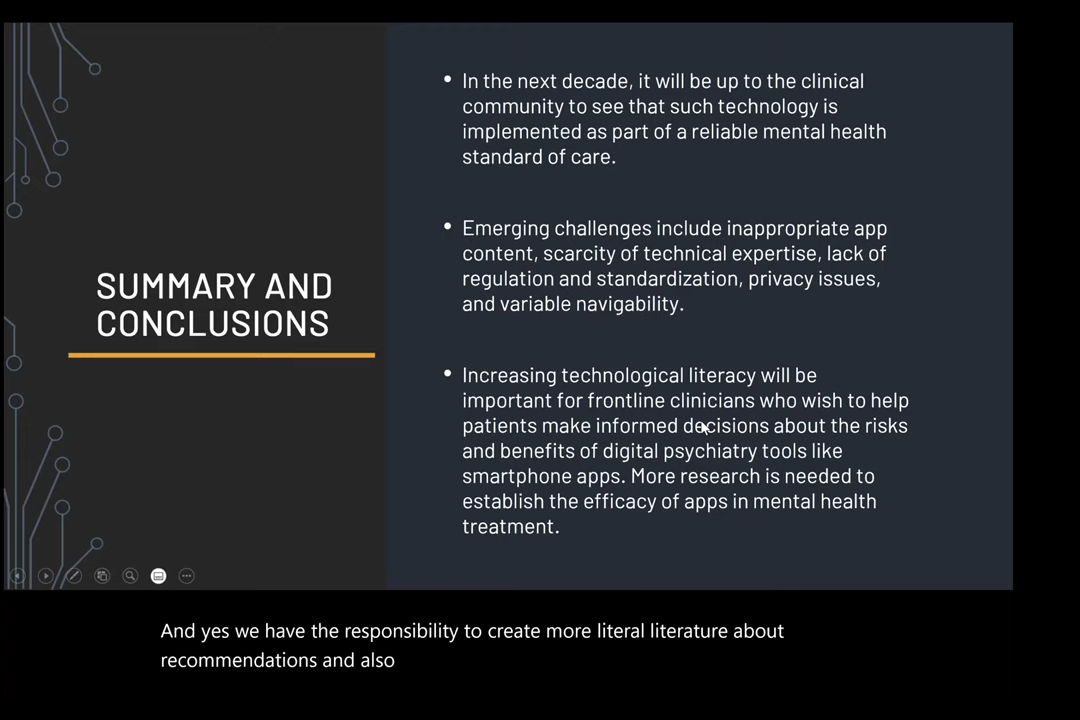 SUMMARY AND
CONCLUSIONS
• In the next decade, it will be up to the clinical
community to see that such technology is
implemented as part of a reliable mental health
standard of care.
• Emerging challenges include inappropriate app
content, scarcity of technical expertise, lack of
regulation and standardization, privacy issues,
and variable navigability.
• Increasing technological literacy will be
important for frontline clinicians who wish to help
patients make informed decisions about the risks
and benefits of digital psychiatry tools like
smartphone apps. More research is needed to
establish the efficacy of apps in mental health
treatment.
And yes we have the responsibility to create more literal literature about
recommendations and also